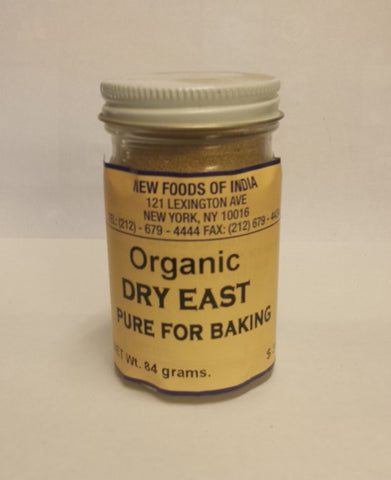 NEW FOODS OF INDIA
121 LEXINGTON AVE
NEW YORK, NY 10016
TEL: (212) - 679 - 4444 FAX: (212) 679 -
Organic
DRY EAST
PURE FOR BAKING
NET Wt. 84 grams.